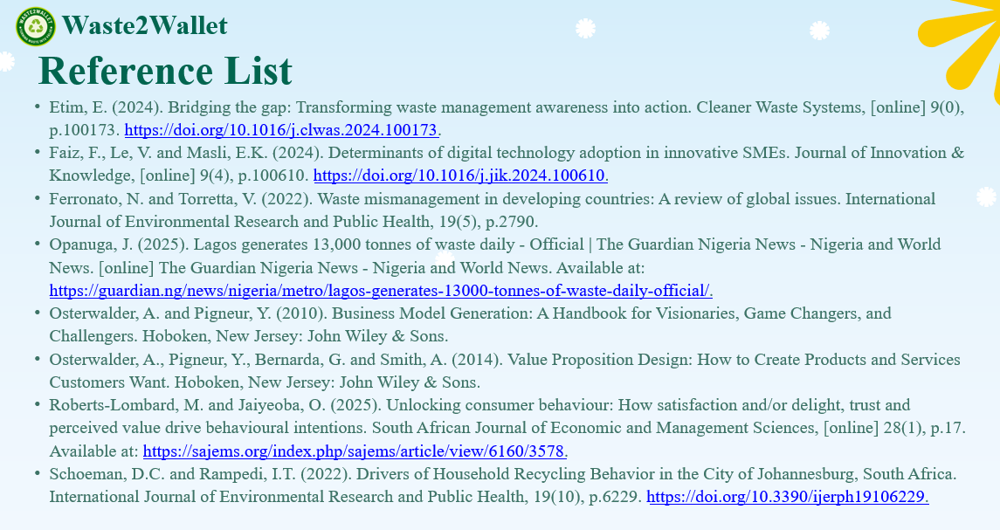 WASTE2WALLET
Waste2Wallet
Reference List
• Etim, E. (2024). Bridging the gap: Transforming waste management awareness into action. Cleaner Waste Systems, [online] 9(0),
p.100173. https://doi.org/10.1016/j.clwas.2024.100173.
• Faiz, F., Le, V. and Masli, E.K. (2024). Determinants of digital technology adoption in innovative SMEs. Journal of Innovation &
Knowledge, [online] 9(4), p.100610. https://doi.org/10.1016/j.jik.2024.100610.
• Ferronato, N. and Torretta, V. (2022). Waste mismanagement in developing countries: A review of global issues. International
Journal of Environmental Research and Public Health, 19(5), p.2790.
• Opanuga, J. (2025). Lagos generates 13,000 tonnes of waste daily - Official | The Guardian Nigeria News - Nigeria and World
News. [online] The Guardian Nigeria News - Nigeria and World News. Available at:
https://guardian.ng/news/nigeria/metro/lagos-generates-13000-tonnes-of-waste-daily-official/.
• Osterwalder, A. and Pigneur, Y. (2010). Business Model Generation: A Handbook for Visionaries, Game Changers, and
Challengers. Hoboken, New Jersey: John Wiley & Sons.
• Osterwalder, A., Pigneur, Y., Bernarda, G. and Smith, A. (2014). Value Proposition Design: How to Create Products and Services
Customers Want. Hoboken, New Jersey: John Wiley & Sons.
• Roberts-Lombard, M. and Jaiyeoba, O. (2025). Unlocking consumer behaviour: How satisfaction and/or delight, trust and
perceived value drive behavioural intentions. South African Journal of Economic and Management Sciences, [online] 28(1), p.17.
Available at: https://sajems.org/index.php/sajems/article/view/6160/3578.
• Schoeman, D.C. and Rampedi, I.T. (2022). Drivers of Household Recycling Behavior in the City of Johannesburg, South Africa.
International Journal of Environmental Research and Public Health, 19(10), p.6229. https://doi.org/10.3390/ijerph19106229.